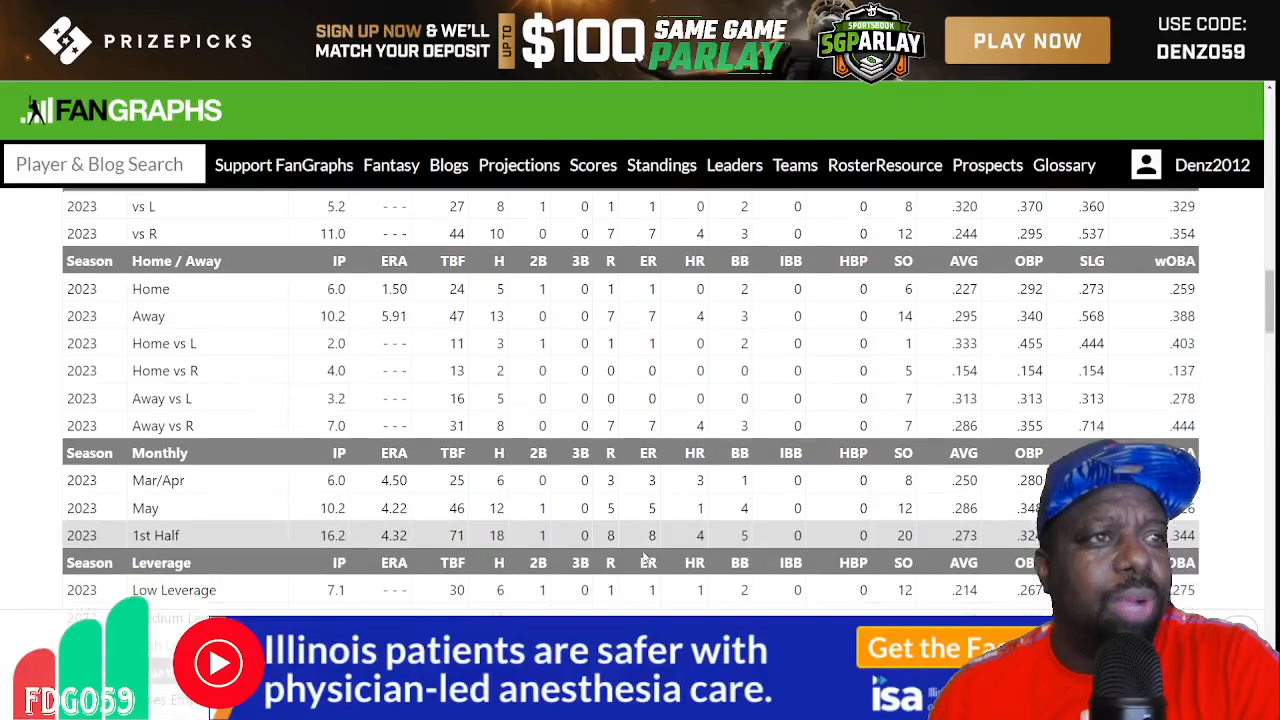 PRIZEPICKS
SIGN UP NOW & WE'LL
MATCH YOUR DEPOSIT
UP TO
$100
SAME GAME
PARLAY
SPORTSBOOK
SGPARLAY
PLAY NOW
USE CODE:
DENZ059
FANGRAPHS
Player & Blog Search Support FanGraphs Fantasy Blogs Projections Scores Standings Leaders Teams RosterResource Prospects Glossary Denz2012
2023 vs L 5.2 - - - 27 8 1 0 1 1 0 2 0 0 8 .320 .370 .360 .329
2023 vs R 11.0 - - - 44 10 0 0 7 7 4 3 0 0 12 .244 .295 .537 .354
Season Home / Away IP ERA TBF H 2B 3B R ER HR BB IBB HBP SO AVG OBP SLG wOBA
2023 Home 6.0 1.50 24 5 1 0 1 1 0 2 0 0 6 .227 .292 .273 .259
2023 Away 10.2 5.91 47 13 0 0 7 7 4 3 0 0 14 .295 .340 .568 .388
2023 Home vs L 2.0 - - - 11 3 1 0 1 1 0 2 0 0 1 .333 .455 .444 .403
2023 Home vs R 4.0 - - - 13 2 0 0 0 0 0 0 0 0 5 .154 .154 .154 .137
2023 Away vs L 3.2 - - - 16 5 0 0 0 0 0 0 0 0 7 .313 .313 .313 .278
2023 Away vs R 7.0 - - - 31 8 0 0 7 7 4 3 0 0 7 .286 .355 .714 .444
Season Monthly IP ERA TBF H 2B 3B R ER HR BB IBB HBP SO AVG OBP SLG
2023 Mar/Apr 6.0 4.50 25 6 0 0 3 3 3 1 0 0 8 .250 .280
2023 May 10.2 4.22 46 12 1 0 5 5 1 4 0 0 12 .286
2023 1st Half 16.2 4.32 71 18 1 0 8 8 4 5 0 0 20 .273 .344
Season Leverage IP ERA TBF H 2B 3B R ER HR BB IBB HBP SO AVG
2023 Low Leverage 7.1 - - - 30 6 1 0 1 1 1 2 0 0 12 .214 .267 .275
FDG059
Illinois patients are safer with
physician-led anesthesia care.
Get the Fa
isa